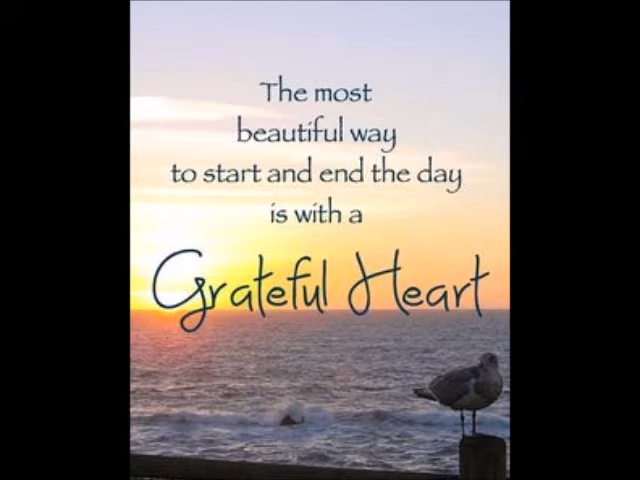 The most
beautiful way
to start and end the day
is with a
Grateful Heart